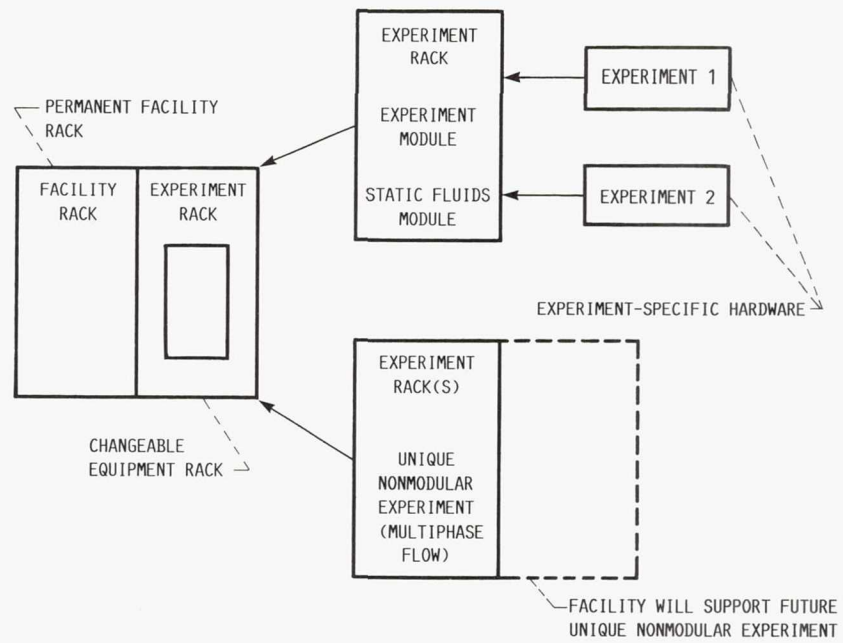 EXPERIMENT
RACK
EXPERIMENT
MODULE
STATIC FLUIDS
MODULE
EXPERIMENT 1
EXPERIMENT 2
PERMANENT FACILITY
RACK
FACILITY
RACK
EXPERIMENT
RACK
EXPERIMENT-SPECIFIC HARDWARE
CHANGEABLE
EQUIPMENT RACK
EXPERIMENT
RACK(S)
UNIQUE
NONMODULAR
EXPERIMENT
(MULTIPHASE
FLOW)
FACILITY WILL SUPPORT FUTURE
UNIQUE NONMODULAR EXPERIMENT